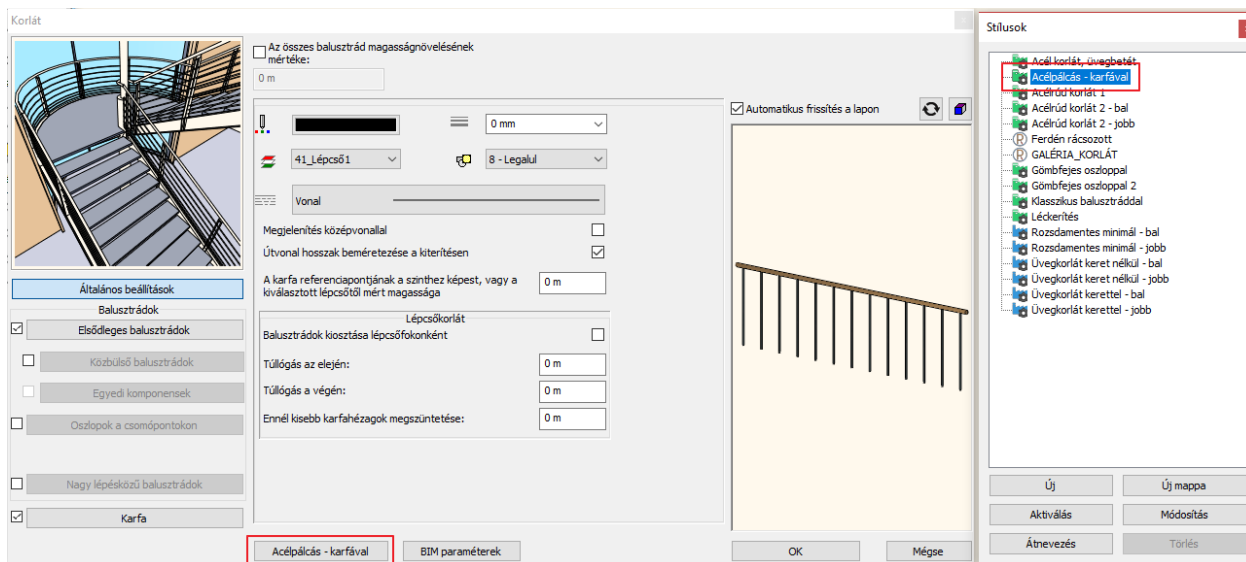 Korlát
Az összes balusztrád magasságnövelésének
mértéke:
0 m
0 mm
41_Lépcső1
8 - Legalul
Vonal
Megjelenítés középvonallal
Útvonal hosszak beméretezése a kiterítésen
A karfa referenciapontjának a szinthez képest, vagy a
kiválasztott lépcsőtől mért magassága
0 m
Lépcsőkorlát
Balusztrádok kiosztása lépcsőfokonként
Túllógás az elején:
0 m
Túllógás a végén:
0 m
Ennél kisebb karfahézagok megszüntetése:
0 m
Általános beállítások
Balusztrádok
Elsődleges balusztrádok
Közbülső balusztrádok
Egyedi komponensek
Oszlopok a csomópontokon
Nagy lépésközű balusztrádok
Karfa
Acélpálcás - karfával
BIM paraméterek
Automatikus frissítés a lapon
OK
Mégse
Stílusok
Acél korlát, üvegbetét
Acélpálcás - karfával
Acélrúd korlát 1
Acélrúd korlát 2 - bal
Acélrúd korlát 2 - jobb
Ferdén rácsozott
GALÉRIA_KORLÁT
Gömbfejes oszloppal
Gömbfejes oszloppal 2
Klasszikus balusztráddal
Léckerítés
Rozsdamentes minimál - bal
Rozsdamentes minimál - jobb
Üvegkorlát keret nélkül - bal
Üvegkorlát keret nélkül - jobb
Üvegkorlát kerettel - bal
Üvegkorlát kerettel - jobb
Új
Új mappa
Aktiválás
Módosítás
Átnevezés
Törlés